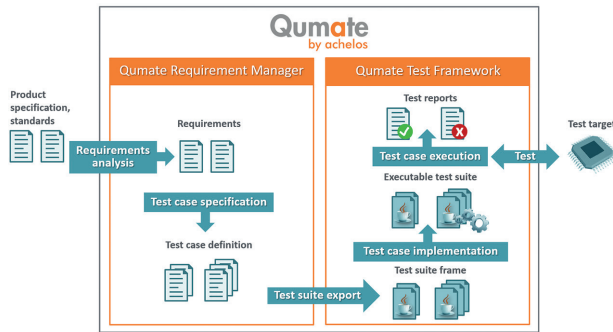 Qumate
by achelos
Qumate Requirement Manager
Qumate Test Framework
Product
specification,
standards
Requirements
analysis
Requirements
Test case specification
Test case definition
Test suite export
Test reports
Test case execution
Test
Test target
Executable test suite
Test case implementation
Test suite frame